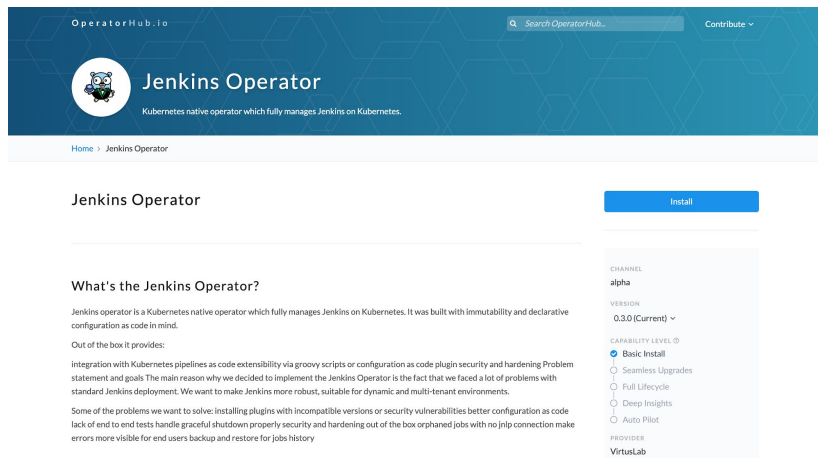 OperatorHub.io
Search OperatorHub...
Contribute
Jenkins Operator
Kubernetes native operator which fully manages Jenkins on Kubernetes.
Home > Jenkins Operator
Jenkins Operator
Install
What's the Jenkins Operator?
Jenkins operator is a Kubernetes native operator which fully manages Jenkins on Kubernetes. It was built with immutability and declarative
configuration as code in mind.
Out of the box it provides:
integration with Kubernetes pipelines as code extensibility via groovy scripts or configuration as code plugin security and hardening Problem
statement and goals The main reason why we decided to implement the Jenkins Operator is the fact that we faced a lot of problems with
standard Jenkins deployment. We want to make Jenkins more robust, suitable for dynamic and multi-tenant environments.
Some of the problems we want to solve: installing plugins with incompatible versions or security vulnerabilities better configuration as code
lack of end to end tests handle graceful shutdown properly security and hardening out of the box orphaned jobs with no jnlp connection make
errors more visible for end users backup and restore for jobs history
CHANNEL
alpha
VERSION
0.3.0 (Current)
CAPABILITY LEVEL
Basic Install
Seamless Upgrades
Full Lifecycle
Deep Insights
Auto Pilot
PROVIDER
VirtusLab